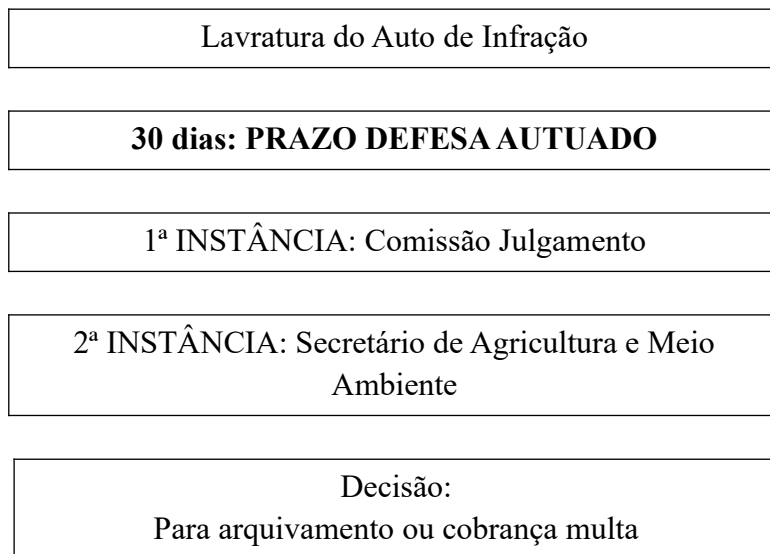 Lavratura do Auto de Infração
30 dias: PRAZO DEFESA AUTUADO
1ª INSTÂNCIA: Comissão Julgamento
2ª INSTÂNCIA: Secretário de Agricultura e Meio
Ambiente
Decisão:
Para arquivamento ou cobrança multa